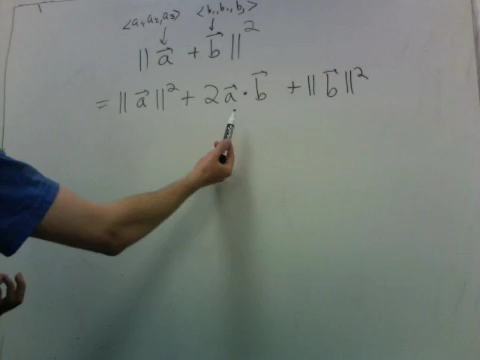 <a₁,a₂,a₃> <b₁,b₂,b₃>
‖a⃗ + b⃗‖²
= ‖a⃗‖² + 2a⃗·b⃗ + ‖b⃗‖²